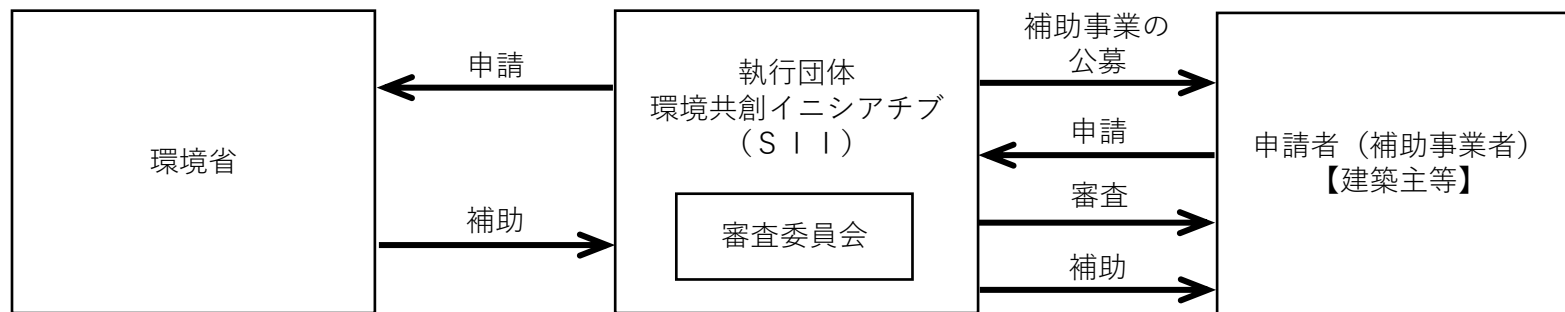 環境省
申請
補助
執行団体
環境共創イニシアチブ
（ＳＩＩ）
審査委員会
補助事業の
公募
申請
審査
補助
申請者（補助事業者）
【建築主等】